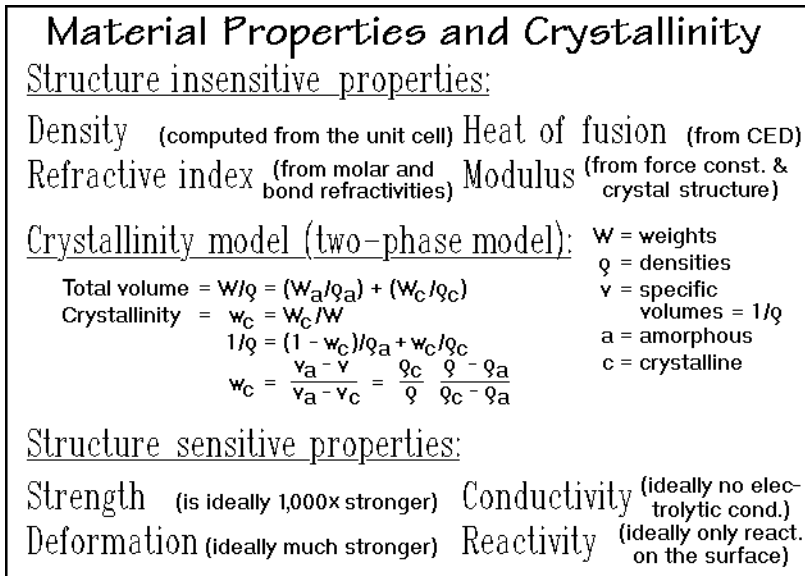 Material Properties and Crystallinity
Structure insensitive properties:
Density (computed from the unit cell) Heat of fusion (from CED)
Refractive index (from molar and bond refractivities) Modulus (from force const. & crystal structure)
Crystallinity model (two-phase model):
W = weights
ϱ = densities
v = specific
volumes = 1/ϱ
a = amorphous
c = crystalline
Total volume = W/ϱ = (Wa/ϱa) + (Wc/ϱc)
Crystallinity = wc = Wc/W
1/ϱ = (1 - wc)/ϱa + wc/ϱc
wc = (va - v)/(va - vc) = ϱc/ϱ (ϱ - ϱa)/(ϱc - ϱa)
Structure sensitive properties:
Strength (is ideally 1,000x stronger) Conductivity (ideally no elec-trolytic cond.)
Deformation (ideally much stronger) Reactivity (ideally only react. on the surface)